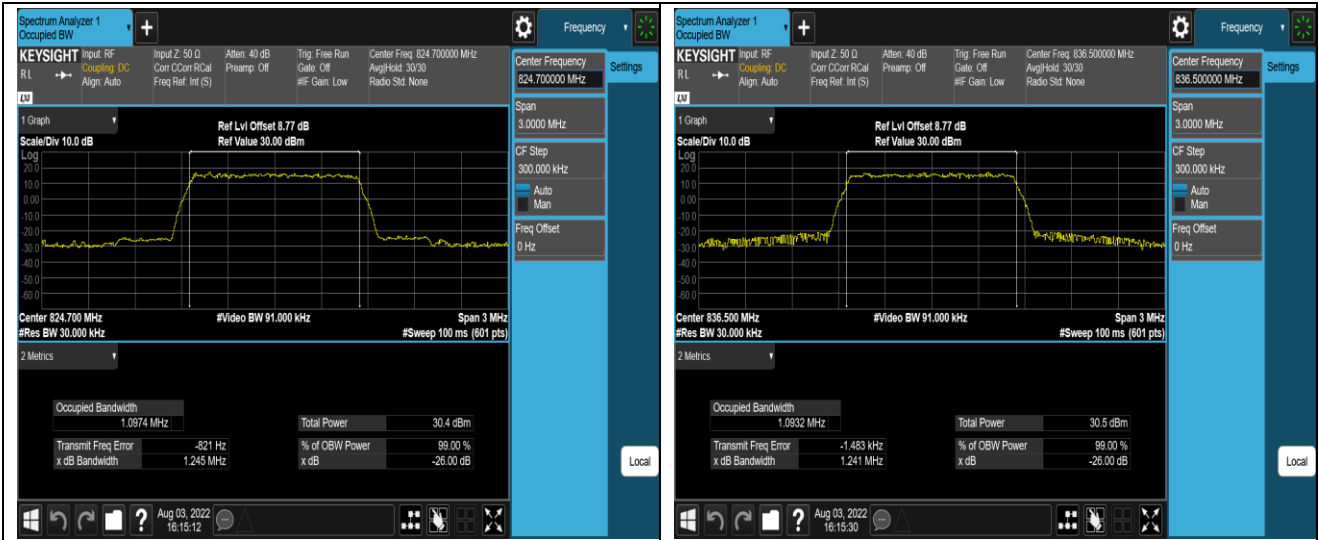 Spectrum Analyzer 1
Occupied BW
+
Frequency
KEYSIGHT
Input: RF
Coupling: DC
Align: Auto
Input Z: 50 Ω
Corr CCorr RCal
Freq Ref: Int (S)
Atten: 40 dB
Preamp: Off
Trig: Free Run
Gate: Off
#IF Gain: Low
Center Freq: 824.700000 MHz
Avg|Hold: 30/30
Radio Std: None
RL
LXI
Center Frequency
824.700000 MHz
Settings
Span
3.0000 MHz
CF Step
300.000 kHz
Auto
Man
Freq Offset
0 Hz
Local
1 Graph
Scale/Div 10.0 dB
Ref Lvl Offset 8.77 dB
Ref Value 30.00 dBm
Log
20.0
10.0
0.00
-10.0
-20.0
-30.0
-40.0
-50.0
-60.0
Center 824.700 MHz
#Video BW 91.000 kHz
Span 3 MHz
#Res BW 30.000 kHz
#Sweep 100 ms (601 pts)
2 Metrics
Occupied Bandwidth
1.0974 MHz
Total Power 30.4 dBm
Transmit Freq Error -821 Hz
% of OBW Power 99.00 %
x dB Bandwidth 1.245 MHz
x dB -26.00 dB
?
Aug 03, 2022
16:15:12
Spectrum Analyzer 1
Occupied BW
+
Frequency
KEYSIGHT
Input: RF
Coupling: DC
Align: Auto
Input Z: 50 Ω
Corr CCorr RCal
Freq Ref: Int (S)
Atten: 40 dB
Preamp: Off
Trig: Free Run
Gate: Off
#IF Gain: Low
Center Freq: 836.500000 MHz
Avg|Hold: 30/30
Radio Std: None
RL
LXI
Center Frequency
836.500000 MHz
Settings
Span
3.0000 MHz
CF Step
300.000 kHz
Auto
Man
Freq Offset
0 Hz
Local
1 Graph
Scale/Div 10.0 dB
Ref Lvl Offset 8.77 dB
Ref Value 30.00 dBm
Log
20.0
10.0
0.00
-10.0
-20.0
-30.0
-40.0
-50.0
-60.0
Center 836.500 MHz
#Video BW 91.000 kHz
Span 3 MHz
#Res BW 30.000 kHz
#Sweep 100 ms (601 pts)
2 Metrics
Occupied Bandwidth
1.0932 MHz
Total Power 30.5 dBm
Transmit Freq Error -1.483 kHz
% of OBW Power 99.00 %
x dB Bandwidth 1.241 MHz
x dB -26.00 dB
?
Aug 03, 2022
16:15:30